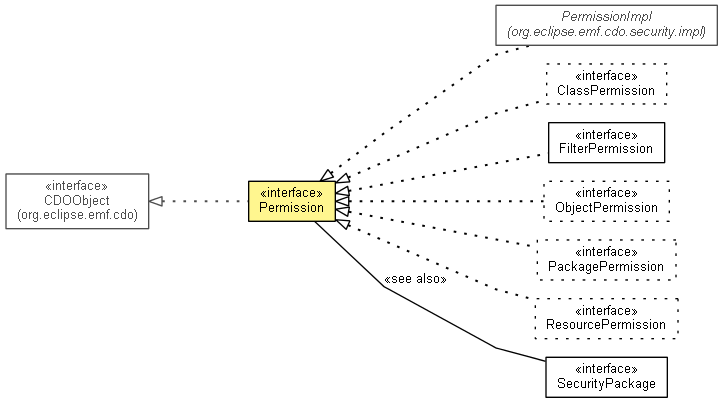 PermissionImpl
(org.eclipse.emf.cdo.security.impl)
«interface»
ClassPermission
«interface»
FilterPermission
«interface»
CDOObject
(org.eclipse.emf.cdo)
«interface»
Permission
«interface»
ObjectPermission
«interface»
PackagePermission
«see also»
«interface»
ResourcePermission
«interface»
SecurityPackage